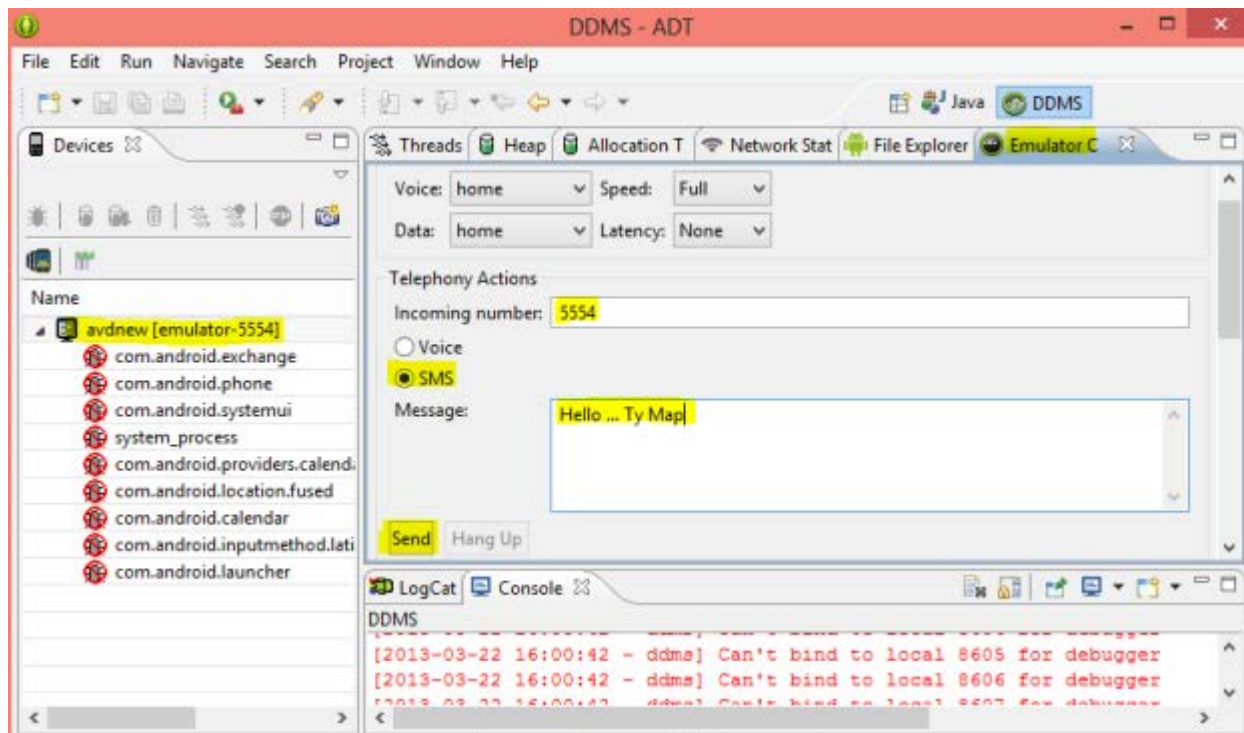 DDMS - ADT
File Edit Run Navigate Search Project Window Help
Java DDMS
Devices
Name
avdnew [emulator-5554]
com.android.exchange
com.android.phone
com.android.systemui
system_process
com.android.providers.calenda
com.android.location.fused
com.android.calendar
com.android.inputmethod.lati
com.android.launcher
Threads Heap Allocation T Network Stat File Explorer Emulator C
Voice: home Speed: Full
Data: home Latency: None
Telephony Actions
Incoming number: 5554
Voice
SMS
Message: Hello ... Ty Map
Send Hang Up
LogCat Console
DDMS
[2013-03-22 16:00:42 - ddms] Can't bind to local 8605 for debugger
[2013-03-22 16:00:42 - ddms] Can't bind to local 8606 for debugger